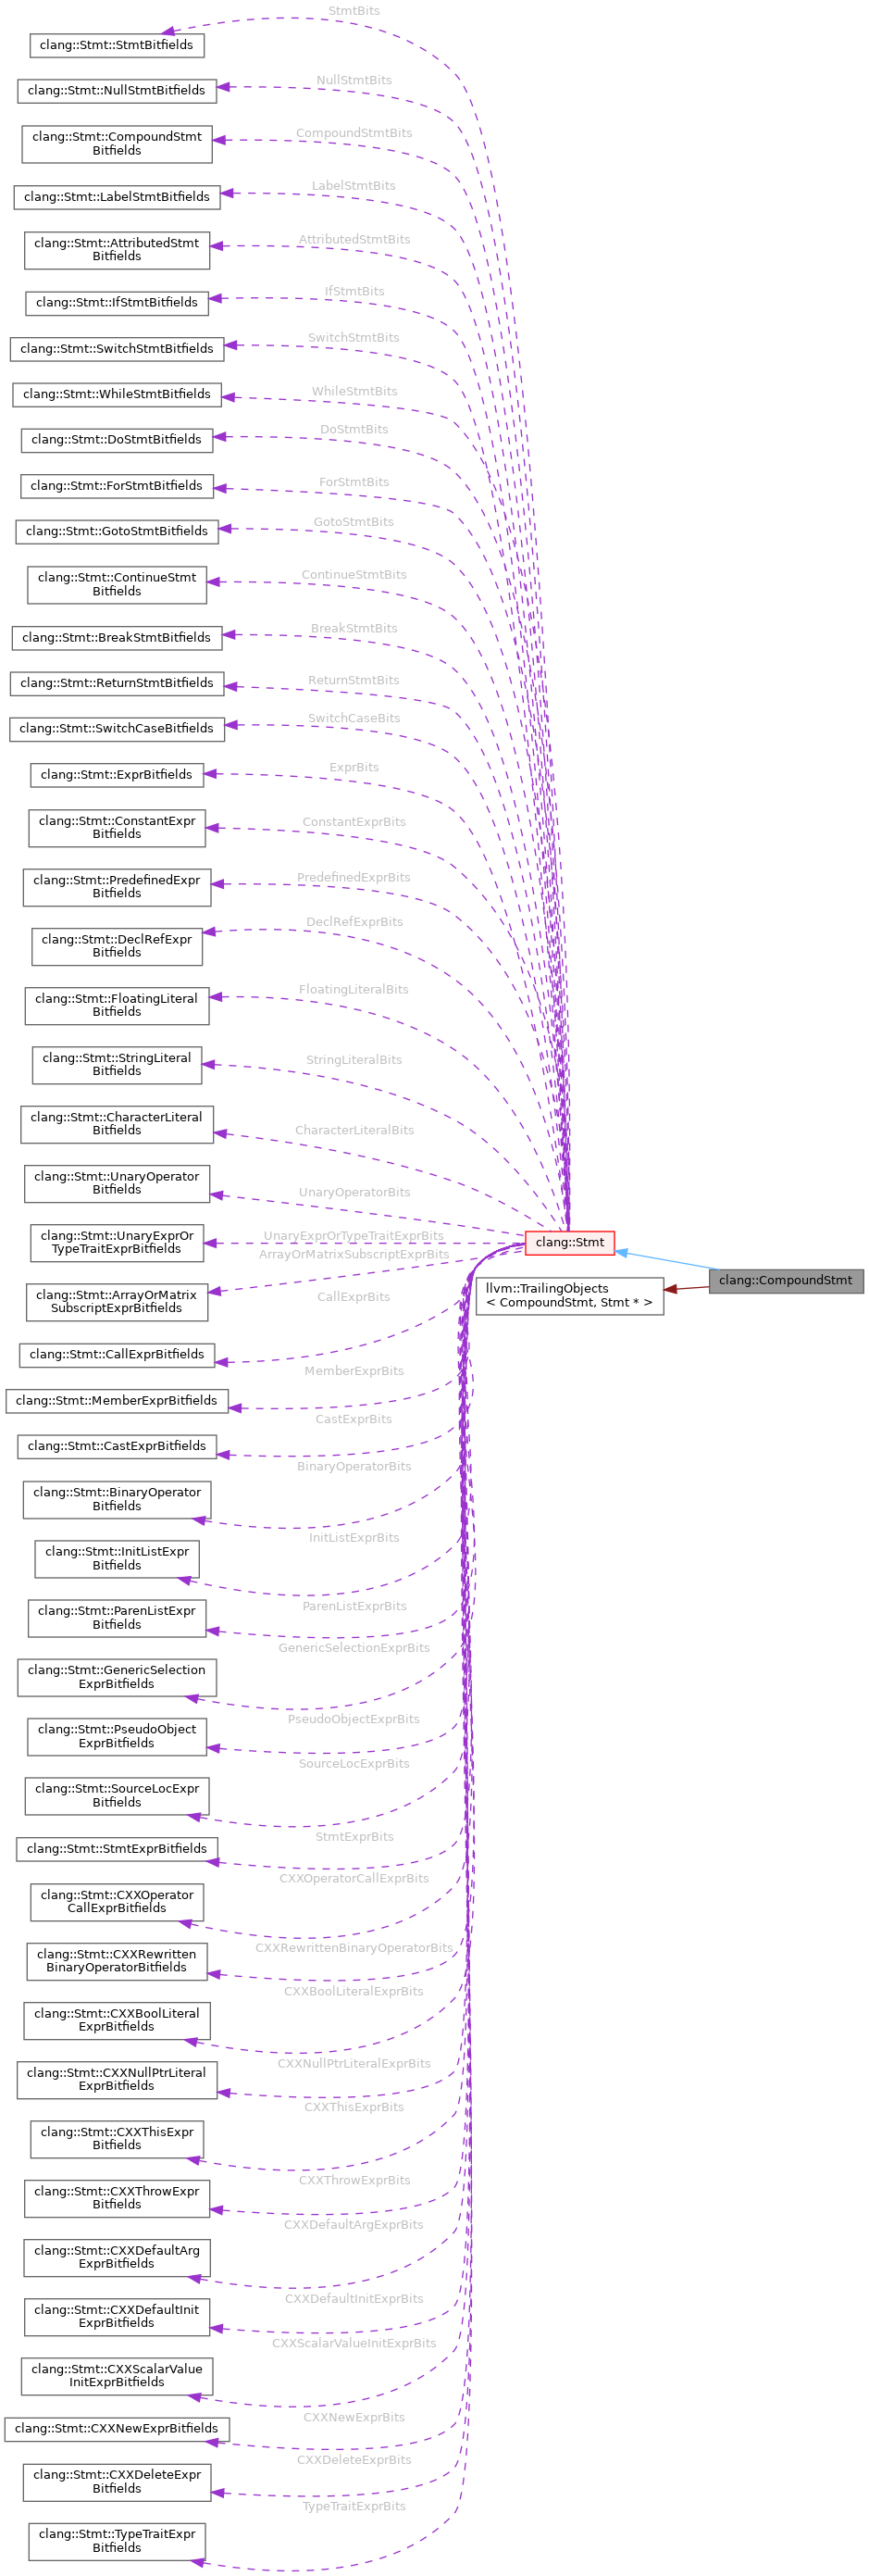 StmtBits
clang::Stmt::StmtBitfields
NullStmtBits
clang::Stmt::NullStmtBitfields
CompoundStmtBits
clang::Stmt::CompoundStmt
Bitfields
LabelStmtBits
clang::Stmt::LabelStmtBitfields
AttributedStmtBits
clang::Stmt::AttributedStmt
Bitfields
IfStmtBits
clang::Stmt::IfStmtBitfields
SwitchStmtBits
clang::Stmt::SwitchStmtBitfields
WhileStmtBits
clang::Stmt::WhileStmtBitfields
DoStmtBits
clang::Stmt::DoStmtBitfields
ForStmtBits
clang::Stmt::ForStmtBitfields
GotoStmtBits
clang::Stmt::GotoStmtBitfields
ContinueStmtBits
clang::Stmt::ContinueStmt
Bitfields
BreakStmtBits
clang::Stmt::BreakStmtBitfields
ReturnStmtBits
clang::Stmt::ReturnStmtBitfields
SwitchCaseBits
clang::Stmt::SwitchCaseBitfields
ExprBits
clang::Stmt::ExprBitfields
ConstantExprBits
clang::Stmt::ConstantExpr
Bitfields
PredefinedExprBits
clang::Stmt::PredefinedExpr
Bitfields
DeclRefExprBits
clang::Stmt::DeclRefExpr
Bitfields
FloatingLiteralBits
clang::Stmt::FloatingLiteral
Bitfields
StringLiteralBits
clang::Stmt::StringLiteral
Bitfields
CharacterLiteralBits
clang::Stmt::CharacterLiteral
Bitfields
UnaryOperatorBits
clang::Stmt::UnaryOperator
Bitfields
UnaryExprOrTypeTraitExprBits
clang::Stmt::UnaryExprOr
TypeTraitExprBitfields
clang::Stmt
ArrayOrMatrixSubscriptExprBits
clang::CompoundStmt
clang::Stmt::ArrayOrMatrix
SubscriptExprBitfields
llvm::TrailingObjects
< CompoundStmt, Stmt * >
CallExprBits
clang::Stmt::CallExprBitfields
MemberExprBits
clang::Stmt::MemberExprBitfields
CastExprBits
clang::Stmt::CastExprBitfields
BinaryOperatorBits
clang::Stmt::BinaryOperator
Bitfields
InitListExprBits
clang::Stmt::InitListExpr
Bitfields
ParenListExprBits
clang::Stmt::ParenListExpr
Bitfields
GenericSelectionExprBits
clang::Stmt::GenericSelection
ExprBitfields
PseudoObjectExprBits
clang::Stmt::PseudoObject
ExprBitfields
SourceLocExprBits
clang::Stmt::SourceLocExpr
Bitfields
StmtExprBits
clang::Stmt::StmtExprBitfields
CXXOperatorCallExprBits
clang::Stmt::CXXOperator
CallExprBitfields
CXXRewrittenBinaryOperatorBits
clang::Stmt::CXXRewritten
BinaryOperatorBitfields
CXXBoolLiteralExprBits
clang::Stmt::CXXBoolLiteral
ExprBitfields
CXXNullPtrLiteralExprBits
clang::Stmt::CXXNullPtrLiteral
ExprBitfields
CXXThisExprBits
clang::Stmt::CXXThisExpr
Bitfields
CXXThrowExprBits
clang::Stmt::CXXThrowExpr
Bitfields
CXXDefaultArgExprBits
clang::Stmt::CXXDefaultArg
ExprBitfields
CXXDefaultInitExprBits
clang::Stmt::CXXDefaultInit
ExprBitfields
CXXScalarValueInitExprBits
clang::Stmt::CXXScalarValue
InitExprBitfields
CXXNewExprBits
clang::Stmt::CXXNewExprBitfields
CXXDeleteExprBits
clang::Stmt::CXXDeleteExpr
Bitfields
TypeTraitExprBits
clang::Stmt::TypeTraitExpr
Bitfields